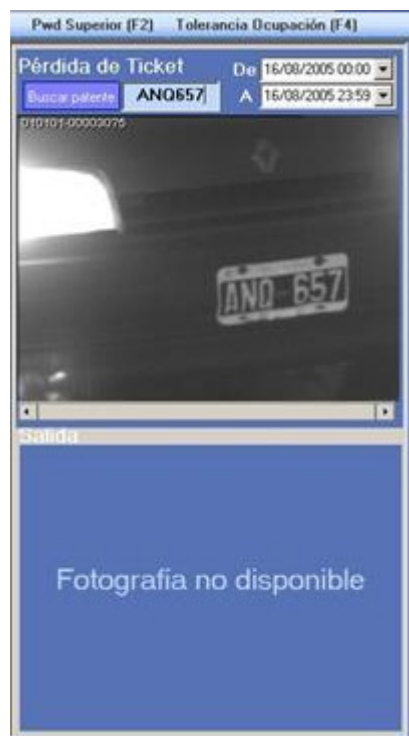 Pwd Superior (F2) Tolerancia Ocupación (F4)
Pérdida de Ticket
De 16/08/2005 00:00
Buscar patente ANQ657
A 16/08/2005 23:59
010101-00003075
ANQ 657
Salida
Fotografía no disponible